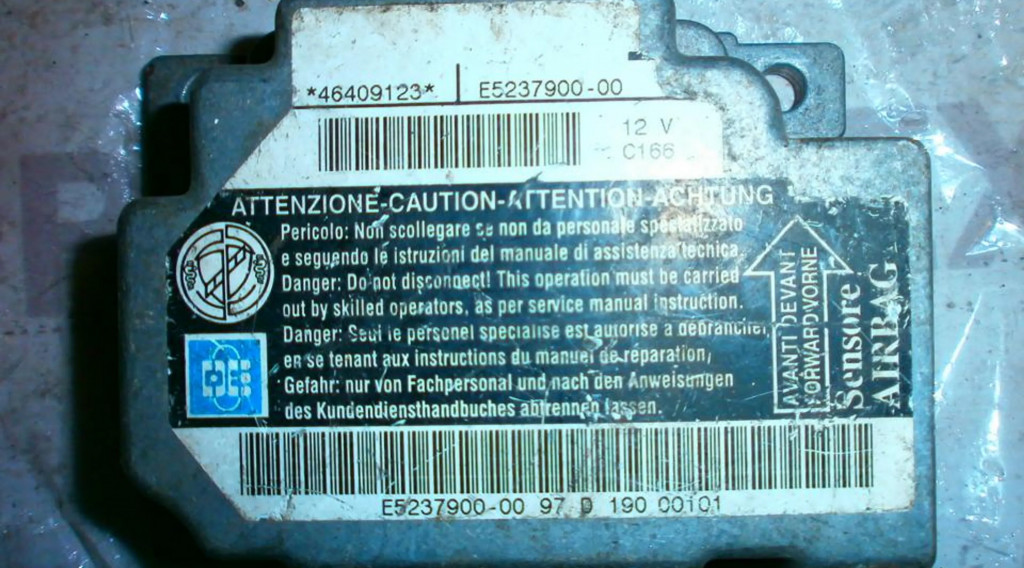 *46409123* E5237900-00
12 V
C166
ATTENZIONE-CAUTION-ATTENTION-ACHTUNG
Pericolo: Non scollegare se non da personale specializzato
e seguendo le istruzioni del manuale di assistenza tecnica.
Danger: Do not disconnect! This operation must be carried
out by skilled operators, as per service manual instruction.
Danger: Seul le personel specialise est autorise a debrancher,
en se tenant aux instructions du manuel de reparation,
Gefahr: nur von Fachpersonal und nach den Anweisungen
des Kundendiensthandbuches abtrennen lassen.
AVANTI DEVANT
FORWARD VORNE
Sensore
AIRBAG
E5237900-00 97 D 190 00101